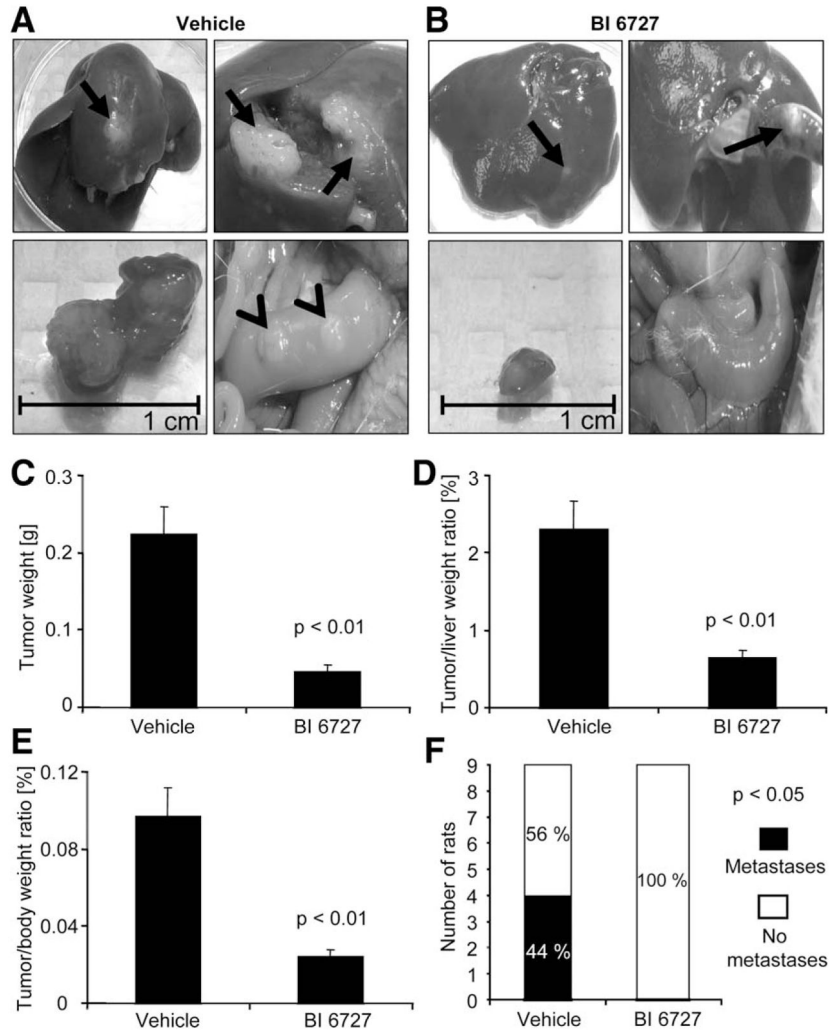 A
Vehicle
B
BI 6727
1 cm
1 cm
C
Tumor weight [g]
0.3
0.2
0.1
0
p < 0.01
Vehicle
BI 6727
D
Tumor/liver weight ratio [%]
3
2
1
0
p < 0.01
Vehicle
BI 6727
E
Tumor/body weight ratio [%]
0.12
0.08
0.04
0
p < 0.01
Vehicle
BI 6727
F
Number of rats
9
8
7
6
5
4
3
2
1
0
56 %
44 %
100 %
Vehicle
BI 6727
p < 0.05
Metastases
No
metastases